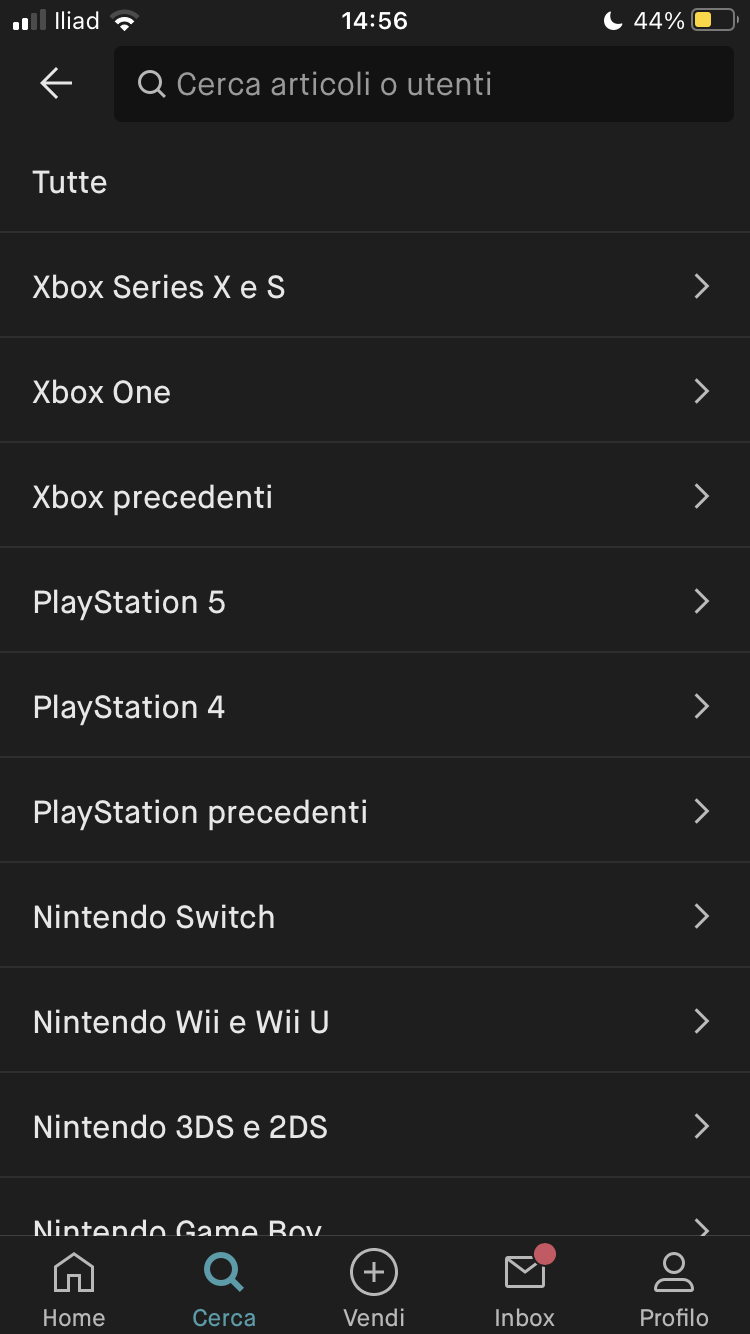 Iliad 14:56 44%
Cerca articoli o utenti
Tutte
Xbox Series X e S
Xbox One
Xbox precedenti
PlayStation 5
PlayStation 4
PlayStation precedenti
Nintendo Switch
Nintendo Wii e Wii U
Nintendo 3DS e 2DS
Nintendo Game Boy
Home Cerca Vendi Inbox Profilo